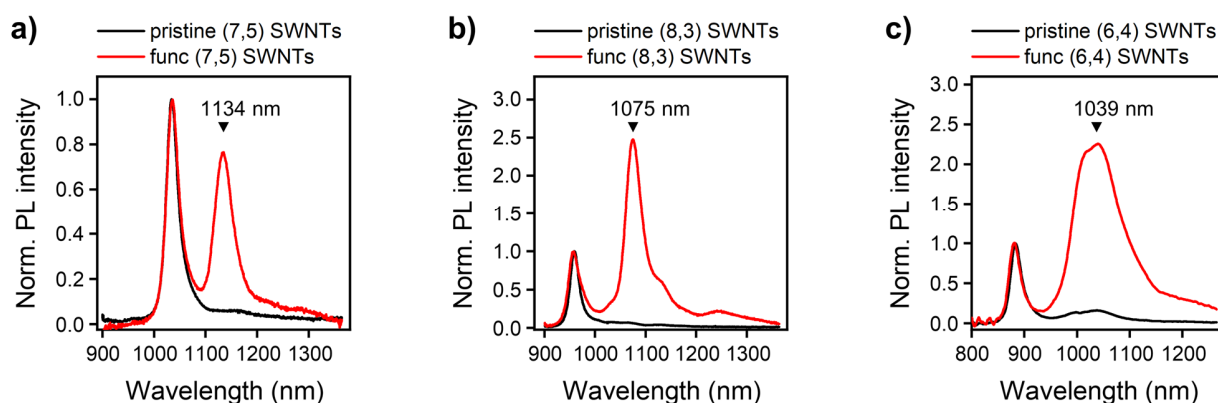 a)
pristine (7,5) SWNTs
func (7,5) SWNTs
1134 nm
Norm. PL intensity
1.0
0.8
0.6
0.4
0.2
0.0
900 1000 1100 1200 1300
Wavelength (nm)
b)
pristine (8,3) SWNTs
func (8,3) SWNTs
1075 nm
Norm. PL intensity
3.0
2.5
2.0
1.5
1.0
0.5
0.0
900 1000 1100 1200 1300
Wavelength (nm)
c)
pristine (6,4) SWNTs
func (6,4) SWNTs
1039 nm
Norm. PL intensity
3.0
2.5
2.0
1.5
1.0
0.5
0.0
800 900 1000 1100 1200
Wavelength (nm)